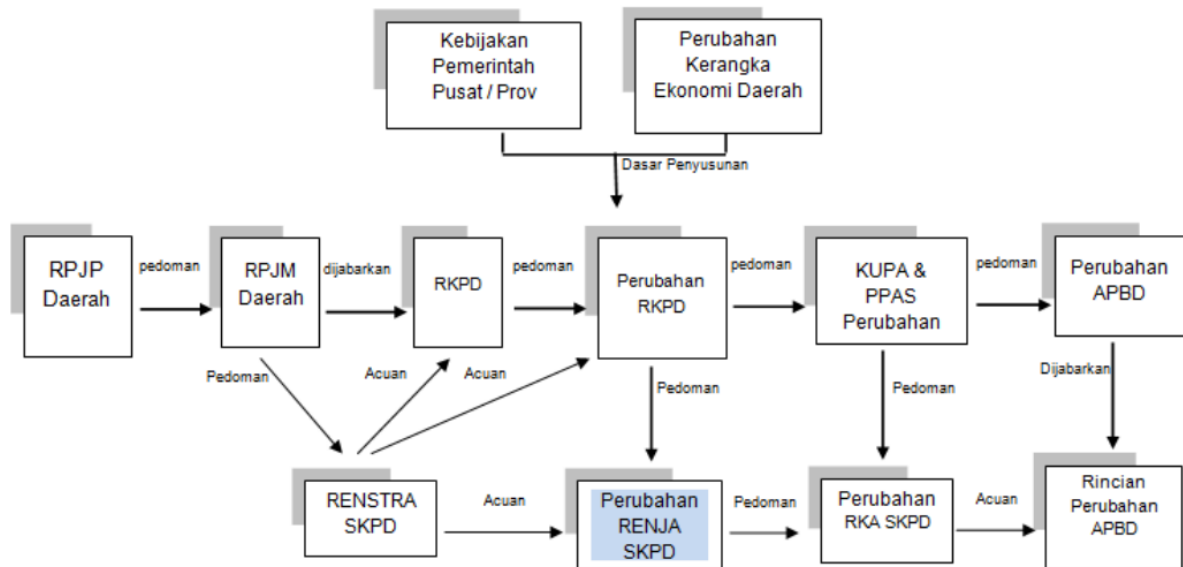 Kebijakan
Pemerintah
Pusat / Prov
Perubahan
Kerangka
Ekonomi Daerah
Dasar Penyusunan
RPJP
Daerah
pedoman
RPJM
Daerah
dijabarkan
RKPD
pedoman
Perubahan
RKPD
pedoman
KUPA &
PPAS
Perubahan
pedoman
Perubahan
APBD
Pedoman
Acuan
Acuan
Pedoman
Pedoman
Dijabarkan
RENSTRA
SKPD
Acuan
Perubahan
RENJA
SKPD
Pedoman
Perubahan
RKA SKPD
Acuan
Rincian
Perubahan
APBD